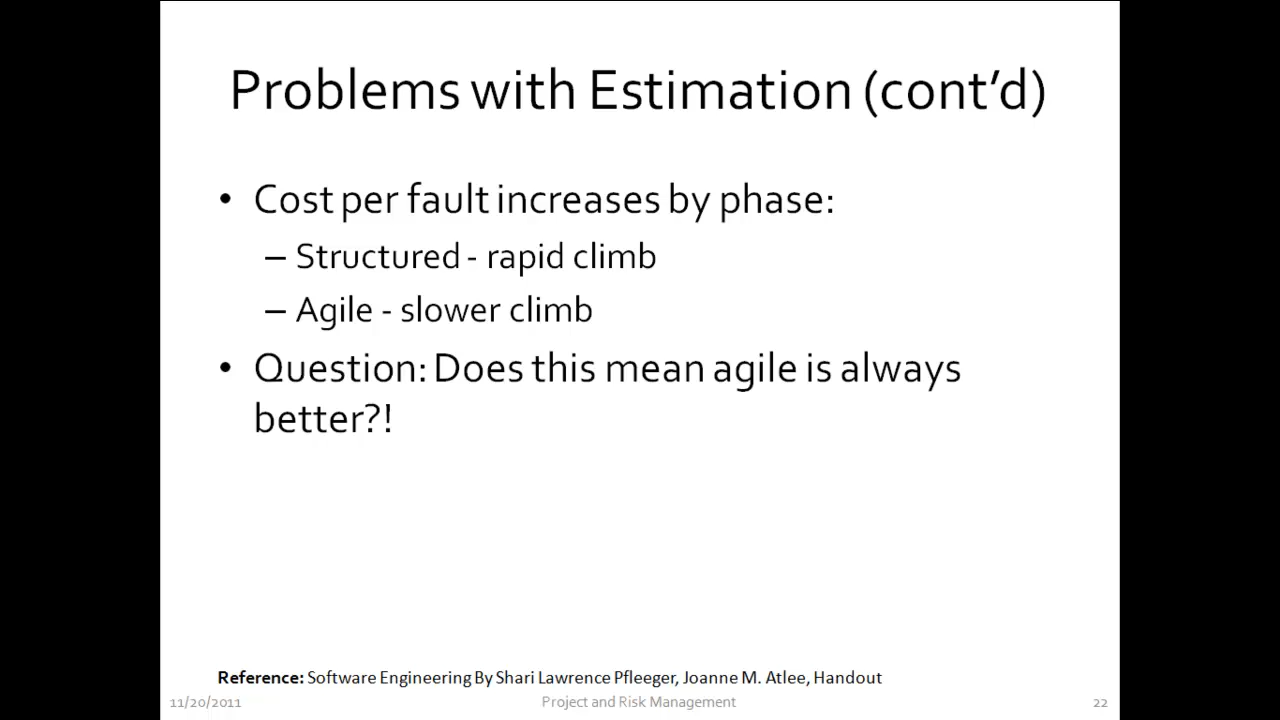 Problems with Estimation (cont’d)
• Cost per fault increases by phase:
– Structured - rapid climb
– Agile - slower climb
• Question: Does this mean agile is always
better?!
Reference: Software Engineering By Shari Lawrence Pfleeger, Joanne M. Atlee, Handout
11/20/2011
Project and Risk Management
22